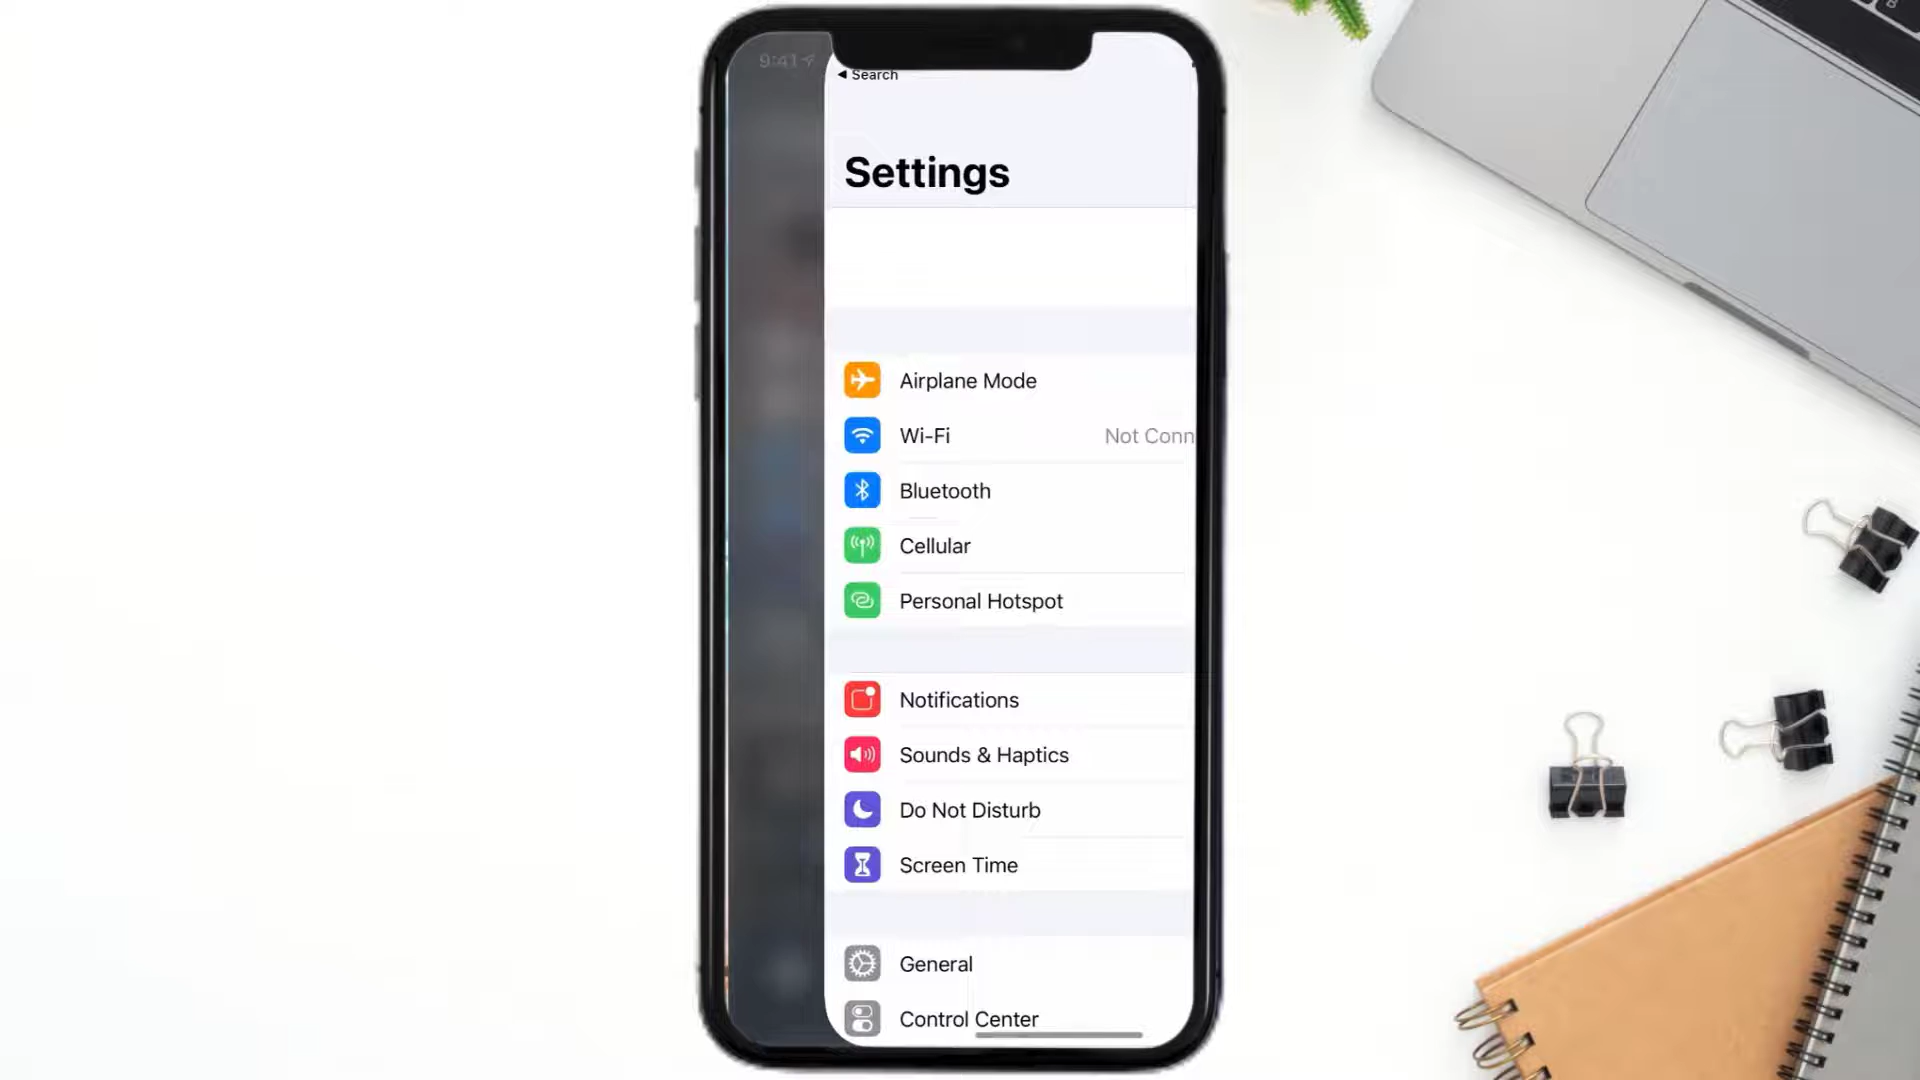 9:41
◀ Search
Settings
Airplane Mode
Wi-Fi Not Conn
Bluetooth
Cellular
Personal Hotspot
Notifications
Sounds & Haptics
Do Not Disturb
Screen Time
General
Control Center